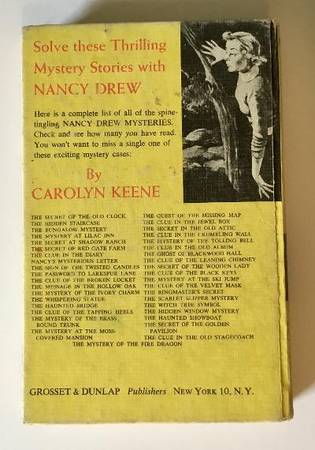 Solve these Thrilling
Mystery Stories with
NANCY DREW
Here is a complete list of all of the spine-
tingling NANCY DREW MYSTERIES.
Check and see how many you have read.
You won't want to miss a single one of
these exciting mystery cases:
By
CAROLYN KEENE
THE SECRET OF THE OLD CLOCK
THE HIDDEN STAIRCASE
THE BUNGALOW MYSTERY
THE MYSTERY AT LILAC INN
THE SECRET AT SHADOW RANCH
THE SECRET OF RED GATE FARM
THE CLUE IN THE DIARY
NANCY'S MYSTERIOUS LETTER
THE SIGN OF THE TWISTED CANDLES
THE PASSWORD TO LARKSPUR LANE
THE CLUE OF THE BROKEN LOCKET
THE MESSAGE IN THE HOLLOW OAK
THE MYSTERY OF THE IVORY CHARM
THE WHISPERING STATUE
THE HAUNTED BRIDGE
THE CLUE OF THE TAPPING HEELS
THE MYSTERY OF THE BRASS
BOUND TRUNK
THE MYSTERY AT THE MOSS-
COVERED MANSION
THE QUEST OF THE MISSING MAP
THE CLUE IN THE JEWEL BOX
THE SECRET IN THE OLD ATTIC
THE CLUE IN THE CRUMBLING WALL
THE MYSTERY OF THE TOLLING BELL
THE CLUE IN THE OLD ALBUM
THE GHOST OF BLACKWOOD HALL
THE CLUE OF THE LEANING CHIMNEY
THE SECRET OF THE WOODEN LADY
THE CLUE OF THE BLACK KEYS
THE MYSTERY AT THE SKI JUMP
THE CLUE OF THE VELVET MASK
THE RINGMASTER'S SECRET
THE SCARLET SLIPPER MYSTERY
THE WITCH TREE SYMBOL
THE HIDDEN WINDOW MYSTERY
THE HAUNTED SHOWBOAT
THE SECRET OF THE GOLDEN
PAVILION
THE CLUE IN THE OLD STAGECOACH
THE MYSTERY OF THE FIRE DRAGON
GROSSET & DUNLAP Publishers NEW YORK 10, N. Y.